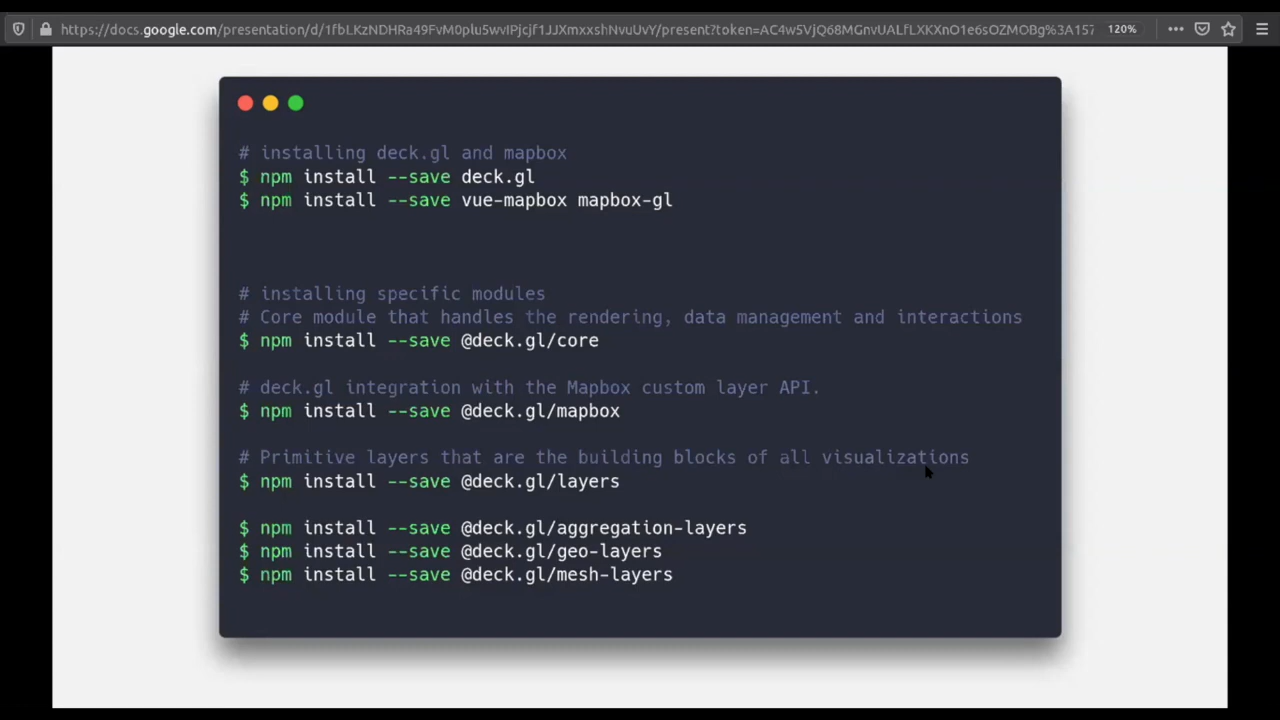 https://docs.google.com/presentation/d/1fbLKzNDHRa49FvM0plu5wvIPjcjf1JJXmxxshNvuUvY/present?token=AC4w5VjQ68MGnvUALfLXKXnO1e6sOZMOBg%3A157 120%
# installing deck.gl and mapbox
$ npm install --save deck.gl
$ npm install --save vue-mapbox mapbox-gl
# installing specific modules
# Core module that handles the rendering, data management and interactions
$ npm install --save @deck.gl/core
# deck.gl integration with the Mapbox custom layer API.
$ npm install --save @deck.gl/mapbox
# Primitive layers that are the building blocks of all visualizations
$ npm install --save @deck.gl/layers
$ npm install --save @deck.gl/aggregation-layers
$ npm install --save @deck.gl/geo-layers
$ npm install --save @deck.gl/mesh-layers